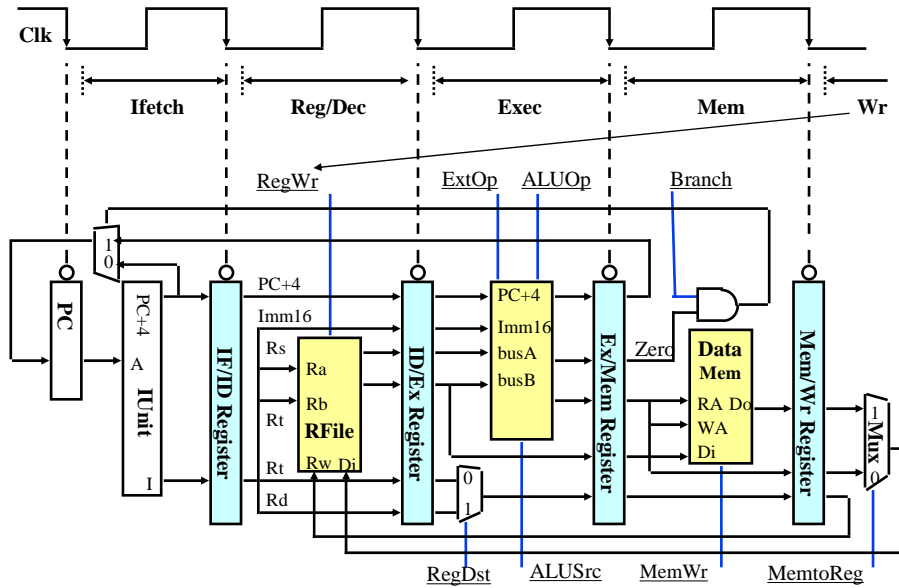 Clk
Ifetch
Reg/Dec
Exec
Mem
Wr
RegWr
ExtOp
ALUOp
Branch
1
0
PC
PC+4
A
IUnit
I
IF/ID Register
PC+4
Imm16
Rs
Rt
Rt
Rd
Ra
Rb
RFile
Rw Di
ID/Ex Register
0
1
PC+4
Imm16
busA
busB
Ex/Mem Register
Zero
Data
Mem
RA Do
WA
Di
Mem/Wr Register
1
Mux
0
RegDst
ALUSrc
MemWr
MemtoReg